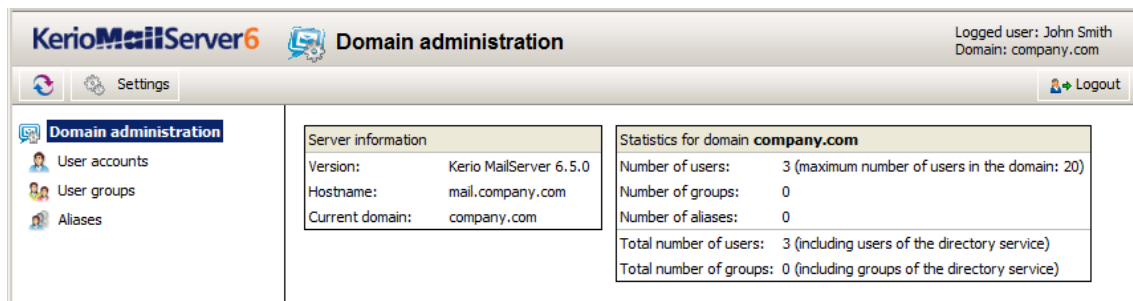 KerioMailServer6
Domain administration
Logged user: John Smith
Domain: company.com
Settings
Logout
Domain administration
User accounts
User groups
Aliases
Server information
Version: Kerio MailServer 6.5.0
Hostname: mail.company.com
Current domain: company.com
Statistics for domain company.com
Number of users: 3 (maximum number of users in the domain: 20)
Number of groups: 0
Number of aliases: 0
Total number of users: 3 (including users of the directory service)
Total number of groups: 0 (including groups of the directory service)